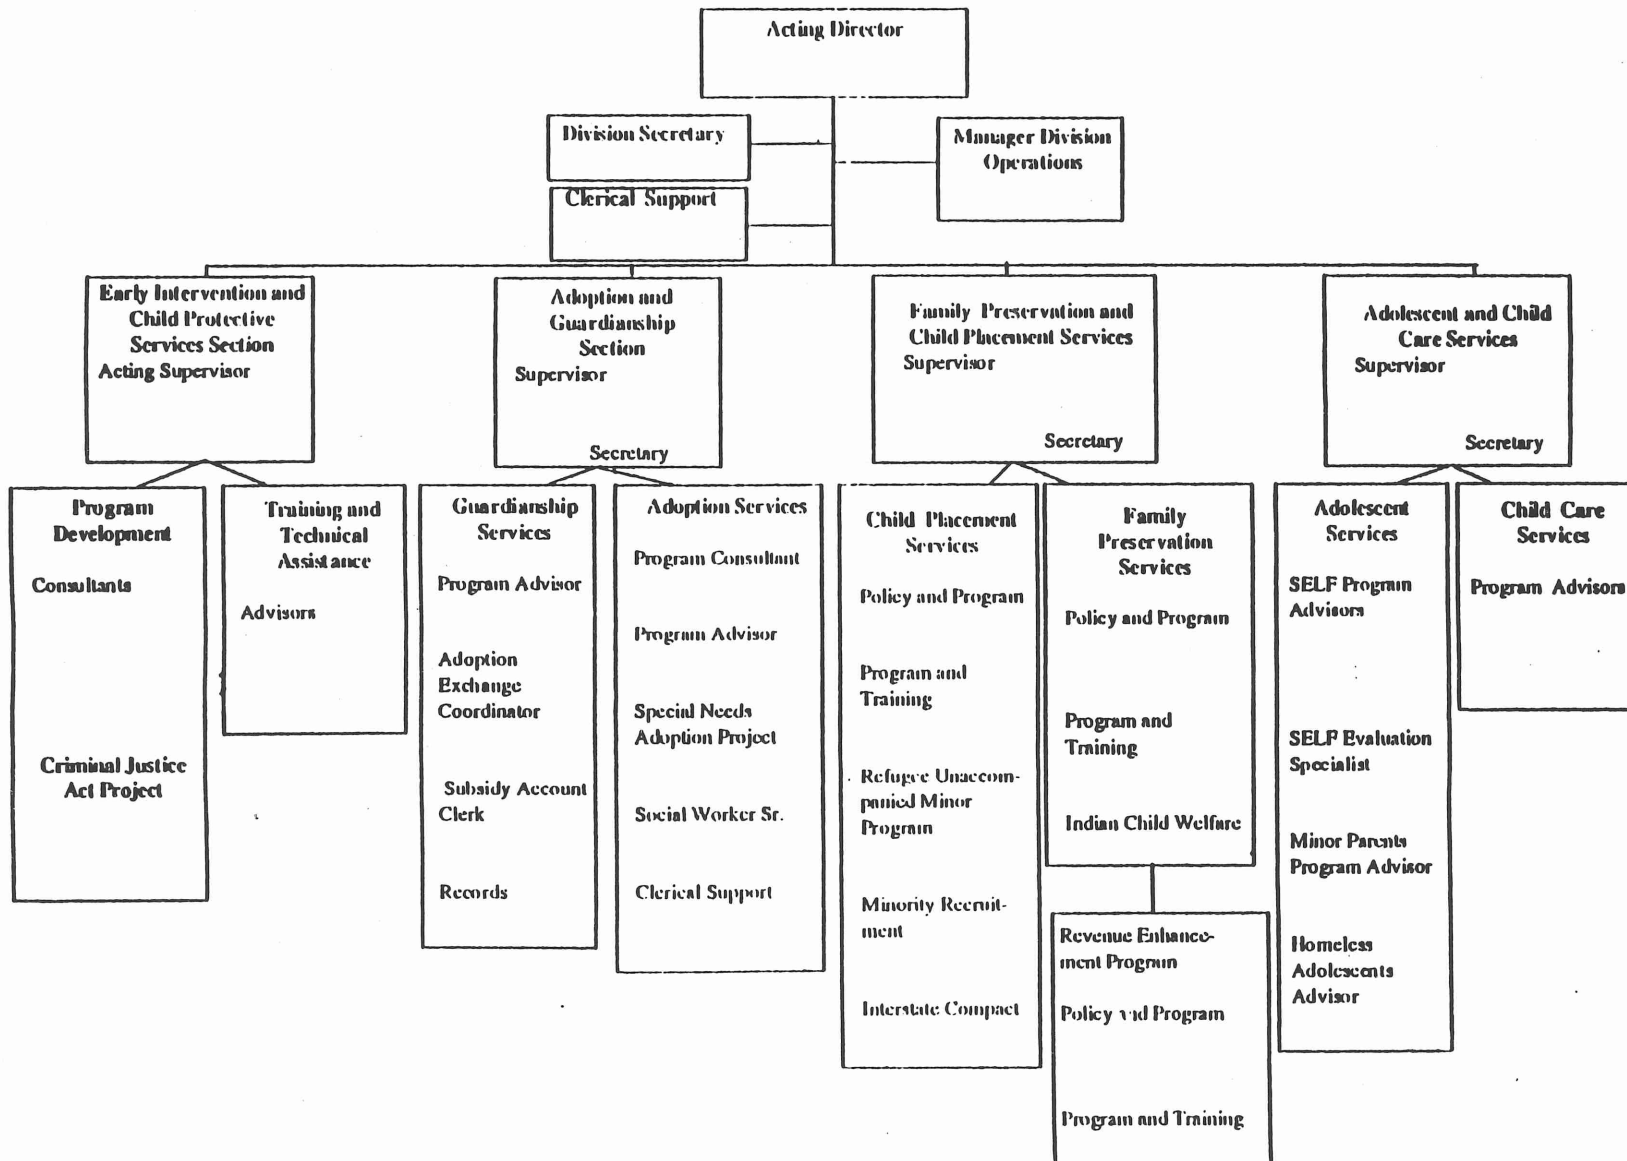 Acting Director
Division Secretary
Manager Division
Operations
Clerical Support
Early Intervention and
Child Protective
Services Section
Acting Supervisor
Adoption and
Guardianship
Section
Supervisor
Secretary
Family Preservation and
Child Placement Services
Supervisor
Secretary
Adolescent and Child
Care Services
Supervisor
Secretary
Program
Development
Consultants
Criminal Justice
Act Project
Training and
Technical
Assistance
Advisors
Guardianship
Services
Program Advisor
Adoption
Exchange
Coordinator
Subsidy Account
Clerk
Records
Adoption Services
Program Consultant
Program Advisor
Special Needs
Adoption Project
Social Worker Sr.
Clerical Support
Child Placement
Services
Policy and Program
Program and
Training
Refugee Unaccom-
panied Minor
Program
Minority Recruit-
ment
Interstate Compact
Family
Preservation
Services
Policy and Program
Program and
Training
Indian Child Welfare
Revenue Enhance-
ment Program
Policy and Program
Program and Training
Adolescent
Services
SELF Program
Advisors
SELF Evaluation
Specialist
Minor Parents
Program Advisor
Homeless
Adolescents
Advisor
Child Care
Services
Program Advisors